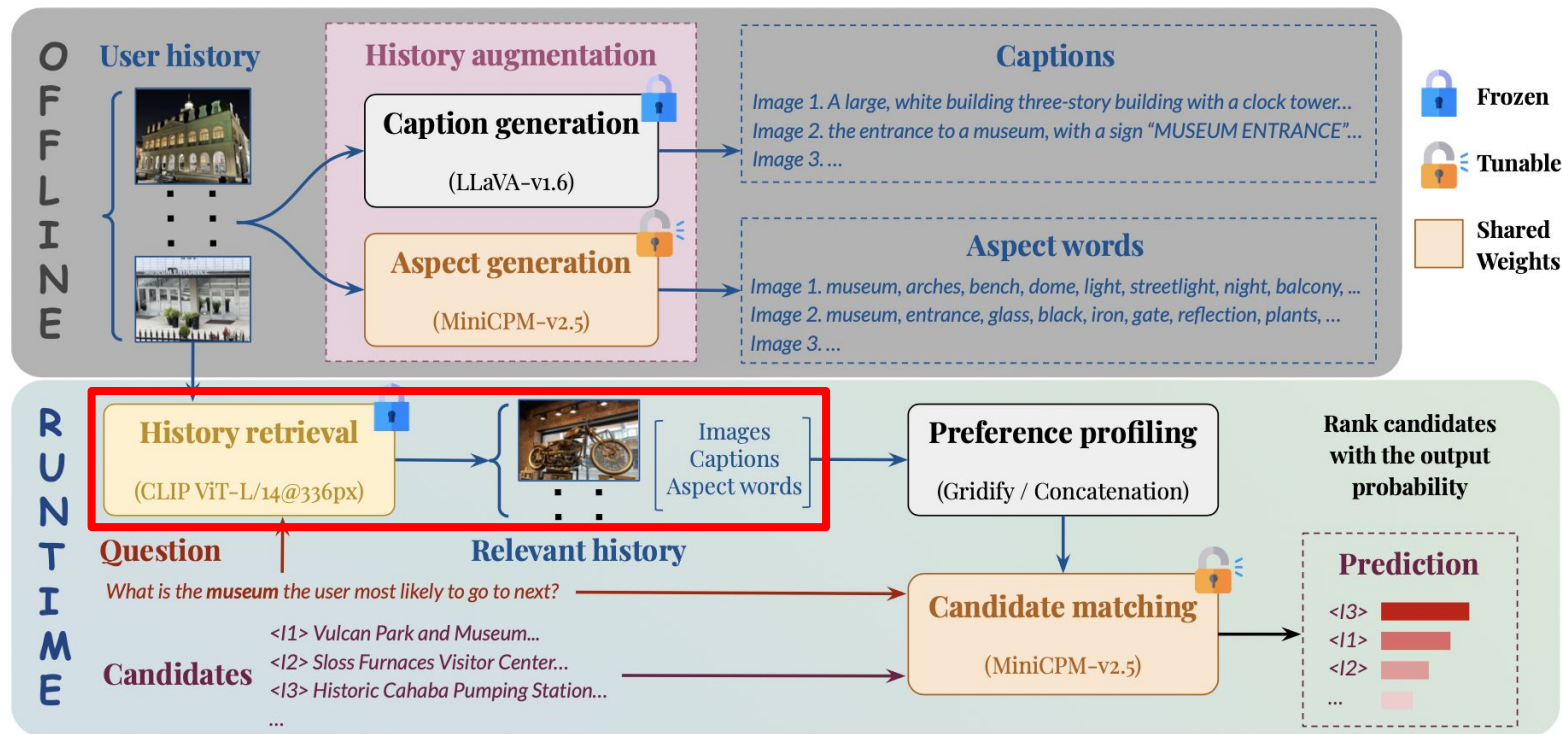 OFFLINE
User history
History augmentation
Caption generation
(LLaVA-v1.6)
Aspect generation
(MiniCPM-v2.5)
Captions
Image 1. A large, white building three-story building with a clock tower...
Image 2. the entrance to a museum, with a sign “MUSEUM ENTRANCE”...
Image 3. ...
Aspect words
Image 1. museum, arches, bench, dome, light, streetlight, night, balcony, ...
Image 2. museum, entrance, glass, black, iron, gate, reflection, plants, ...
Image 3. ...
Frozen
Tunable
Shared
Weights
RUNTIME
History retrieval
(CLIP ViT-L/14@336px)
Images
Captions
Aspect words
Relevant history
Preference profiling
(Gridify / Concatenation)
Rank candidates
with the output
probability
Question
What is the museum the user most likely to go to next?
Candidates
<I1> Vulcan Park and Museum...
<I2> Sloss Furnaces Visitor Center...
<I3> Historic Cahaba Pumping Station...
...
Candidate matching
(MiniCPM-v2.5)
Prediction
<I3>
<I1>
<I2>
...